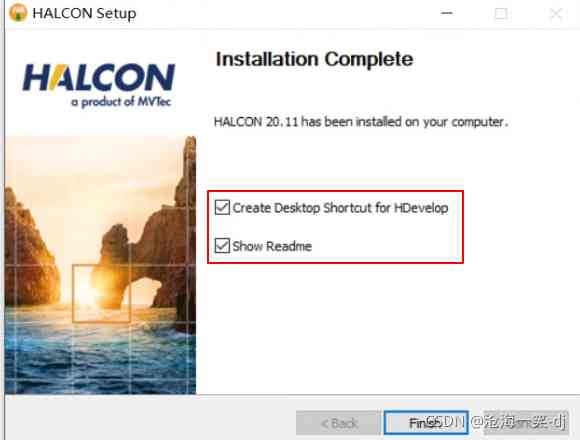 HALCON Setup
HALCON
a product of MVTec
Installation Complete
HALCON 20.11 has been installed on your computer.
Create Desktop Shortcut for HDevelop
Show Readme
< Back
Finish
CSDN @沧海一笑-dj